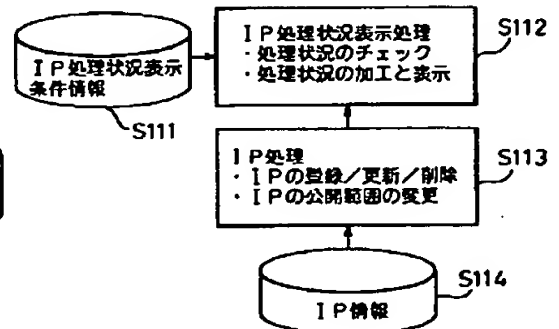 IP処理状況表示
条件情報
S111
IP処理状況表示処理
・処理状況のチェック
・処理状況の加工と表示
S112
IP処理
・IPの登録/更新/削除
・IPの公開範囲の変更
S113
IP情報
S114